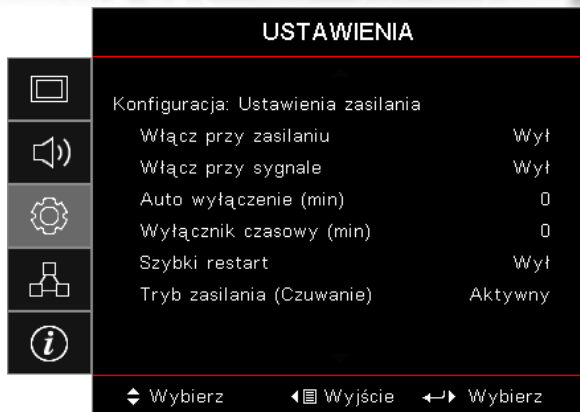 USTAWIENIA
Konfiguracja: Ustawienia zasilania
Włącz przy zasilaniu Wył
Włącz przy sygnale Wył
Auto wyłączenie (min) 0
Wyłącznik czasowy (min) 0
Szybki restart Wył
Tryb zasilania (Czuwanie) Aktywny
Wybierz Wyjście Wybierz